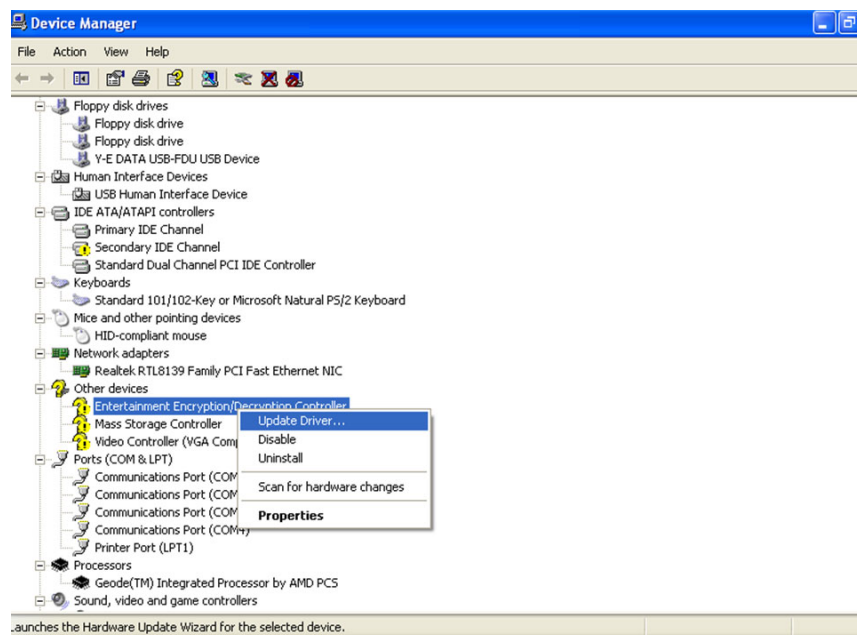 Device Manager
File Action View Help
Floppy disk drives
Floppy disk drive
Floppy disk drive
Y-E DATA USB-FDU USB Device
Human Interface Devices
USB Human Interface Device
IDE ATA/ATAPI controllers
Primary IDE Channel
Secondary IDE Channel
Standard Dual Channel PCI IDE Controller
Keyboards
Standard 101/102-Key or Microsoft Natural PS/2 Keyboard
Mice and other pointing devices
HID-compliant mouse
Network adapters
Realtek RTL8139 Family PCI Fast Ethernet NIC
Other devices
Entertainment Encryption/Decryption Controller
Mass Storage Controller
Video Controller (VGA Comp
Update Driver...
Disable
Uninstall
Scan for hardware changes
Properties
Ports (COM & LPT)
Communications Port (COM
Communications Port (COM
Communications Port (COM
Communications Port (COM4)
Printer Port (LPT1)
Processors
Geode(TM) Integrated Processor by AMD PCS
Sound, video and game controllers
Launches the Hardware Update Wizard for the selected device.